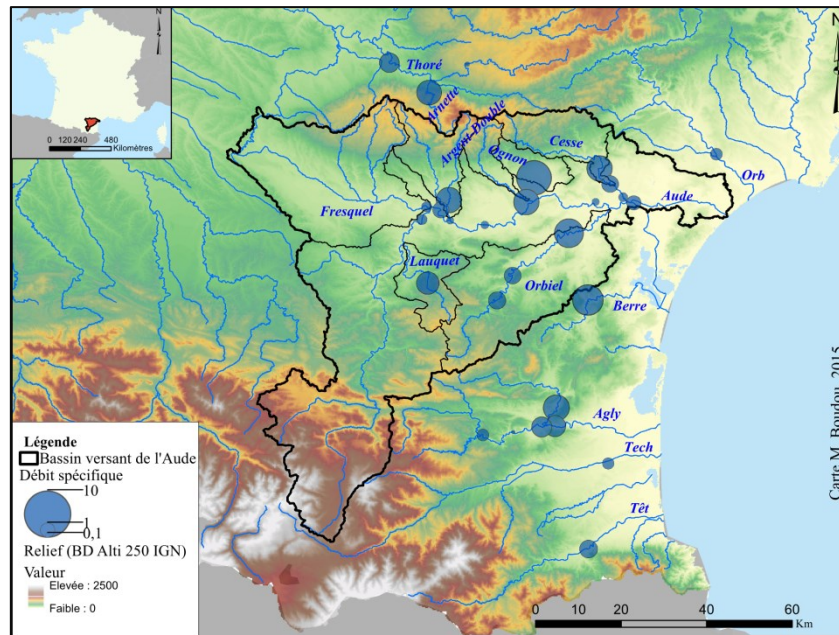 N
0 120 240 480
Kilomètres
N
Thoré
Arnette
Argent Double
Ognon
Cesse
Orb
Fresquel
Aude
Lauquet
Orbiel
Berre
Agly
Tech
Têt
Légende
Bassin versant de l'Aude
Débit spécifique
10
1
0,1
Relief (BD Alti 250 IGN)
Valeur
Elevée : 2500
Faible : 0
0 10 20 40 60
Km
Carte M. Boudou, 2015